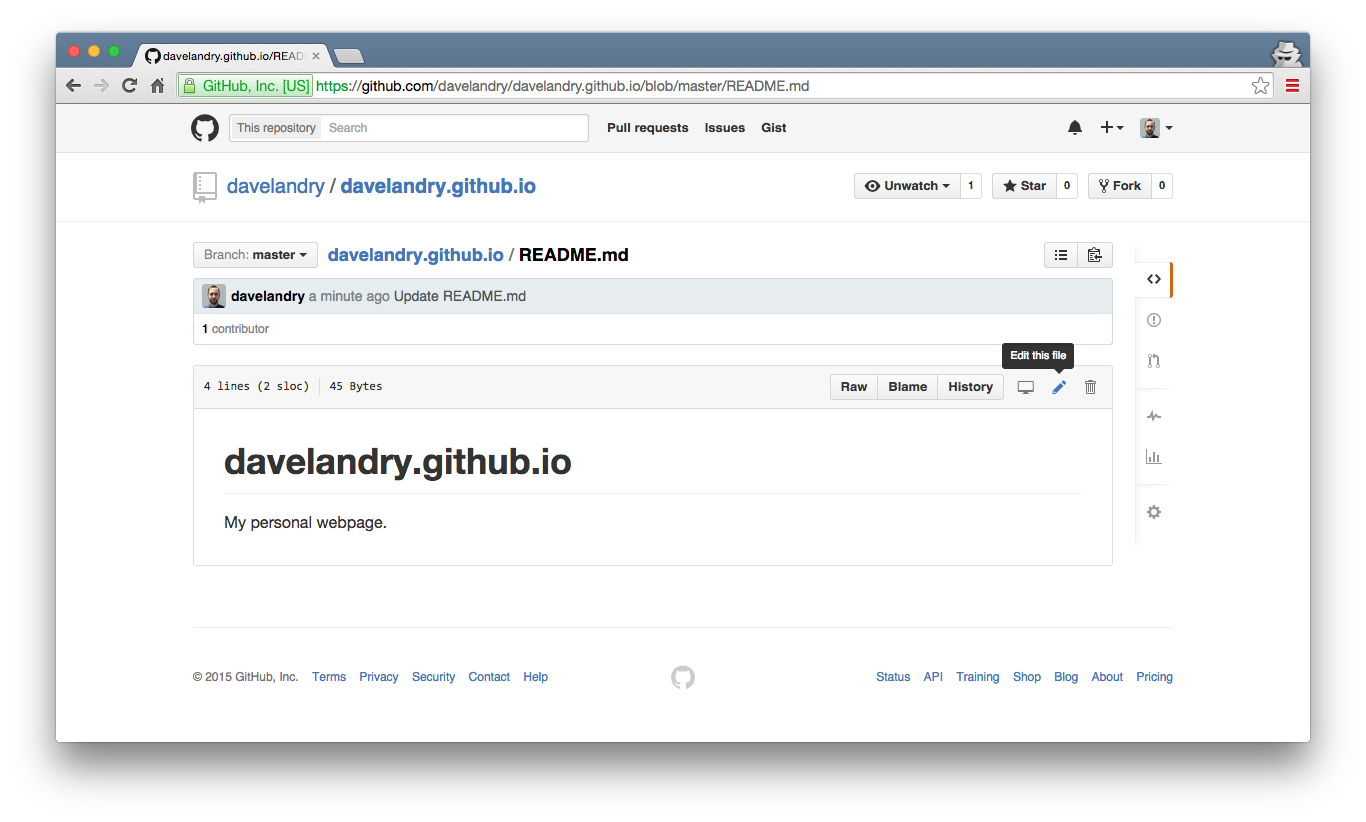 davelandry.github.io/READ
GitHub, Inc. [US] https://github.com/davelandry/davelandry.github.io/blob/master/README.md
This repository Search Pull requests Issues Gist
davelandry / davelandry.github.io Unwatch 1 Star 0 Fork 0
Branch: master davelandry.github.io / README.md
davelandry a minute ago Update README.md
1 contributor
Edit this file
4 lines (2 sloc) 45 Bytes Raw Blame History
davelandry.github.io
My personal webpage.
© 2015 GitHub, Inc. Terms Privacy Security Contact Help Status API Training Shop Blog About Pricing